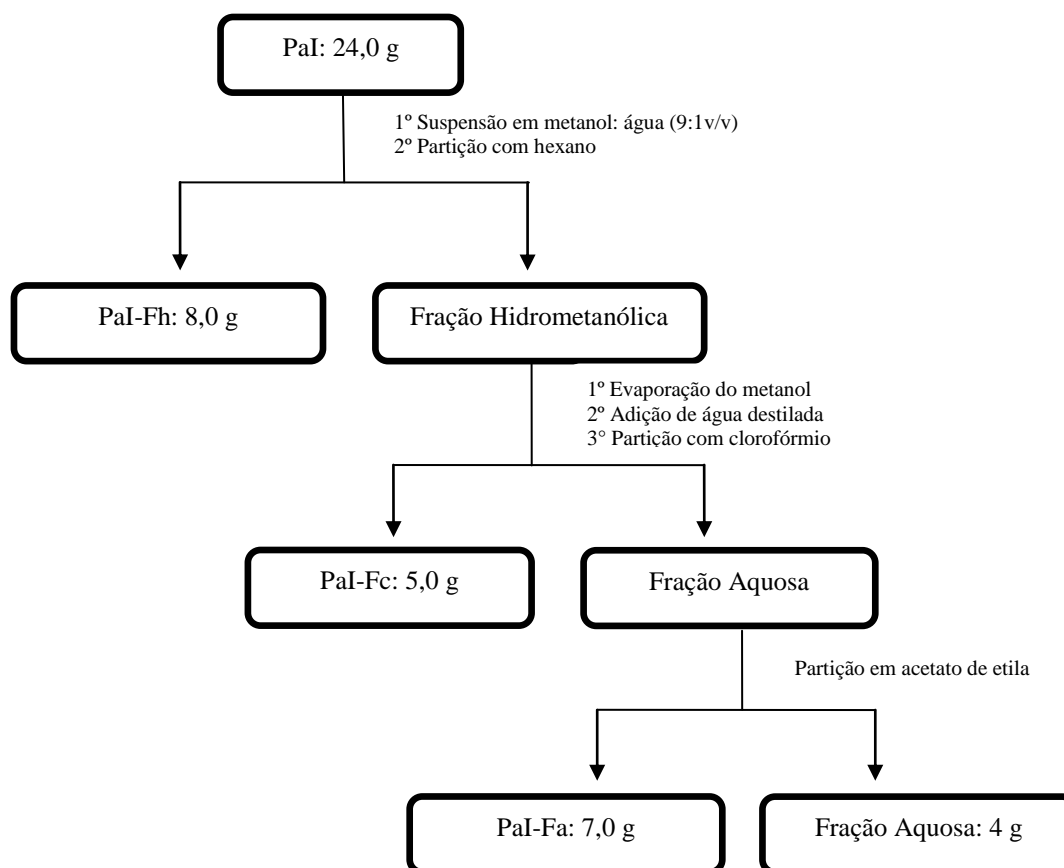 PaI: 24,0 g
1º Suspensão em metanol: água (9:1v/v)
2º Partição com hexano
PaI-Fh: 8,0 g
Fração Hidrometanólica
1º Evaporação do metanol
2º Adição de água destilada
3° Partição com clorofórmio
PaI-Fc: 5,0 g
Fração Aquosa
Partição em acetato de etila
PaI-Fa: 7,0 g
Fração Aquosa: 4 g